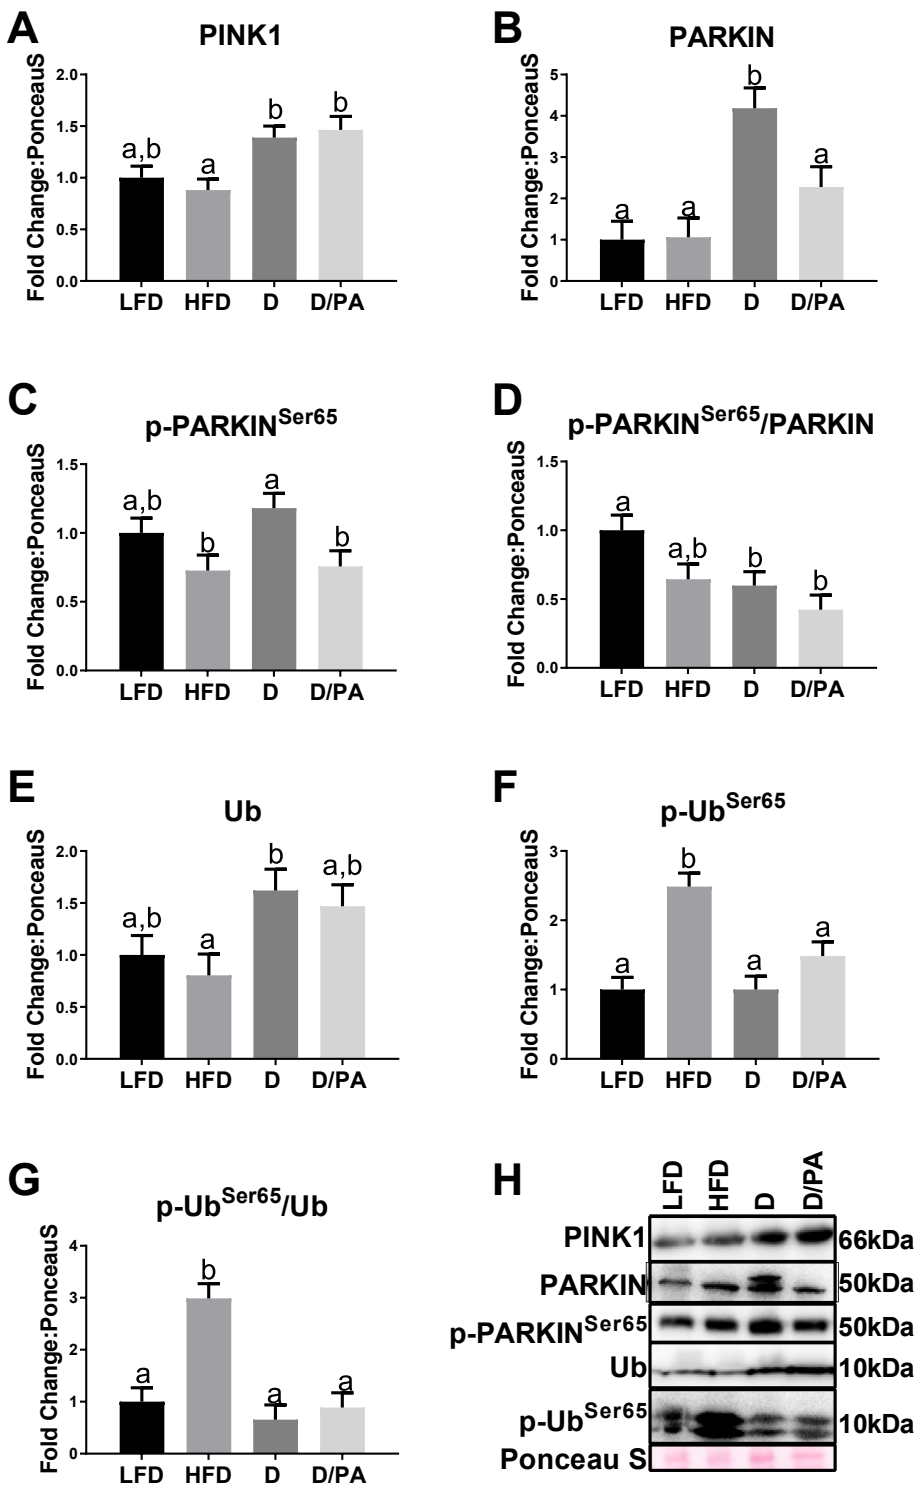 A
PINK1
Fold Change:PonceauS
2.0
1.5
1.0
0.5
0.0
a,b
a
b
b
LFD HFD D D/PA
B
PARKIN
Fold Change:PonceauS
5
4
3
2
1
0
a
a
b
a
LFD HFD D D/PA
C
p-PARKINSer65
Fold Change:PonceauS
1.5
1.0
0.5
0.0
a,b
b
a
b
LFD HFD D D/PA
D
p-PARKINSer65/PARKIN
Fold Change:PonceauS
1.5
1.0
0.5
0.0
a
a,b
b
b
LFD HFD D D/PA
E
Ub
Fold Change:PonceauS
2.0
1.5
1.0
0.5
0.0
a,b
a
b
a,b
LFD HFD D D/PA
F
p-UbSer65
Fold Change:PonceauS
3
2
1
0
a
b
a
a
LFD HFD D D/PA
G
p-UbSer65/Ub
Fold Change:PonceauS
4
3
2
1
0
a
b
a
a
LFD HFD D D/PA
H
LFD HFD D D/PA
PINK1 66kDa
PARKIN 50kDa
p-PARKINSer65 50kDa
Ub 10kDa
p-UbSer65 10kDa
Ponceau S